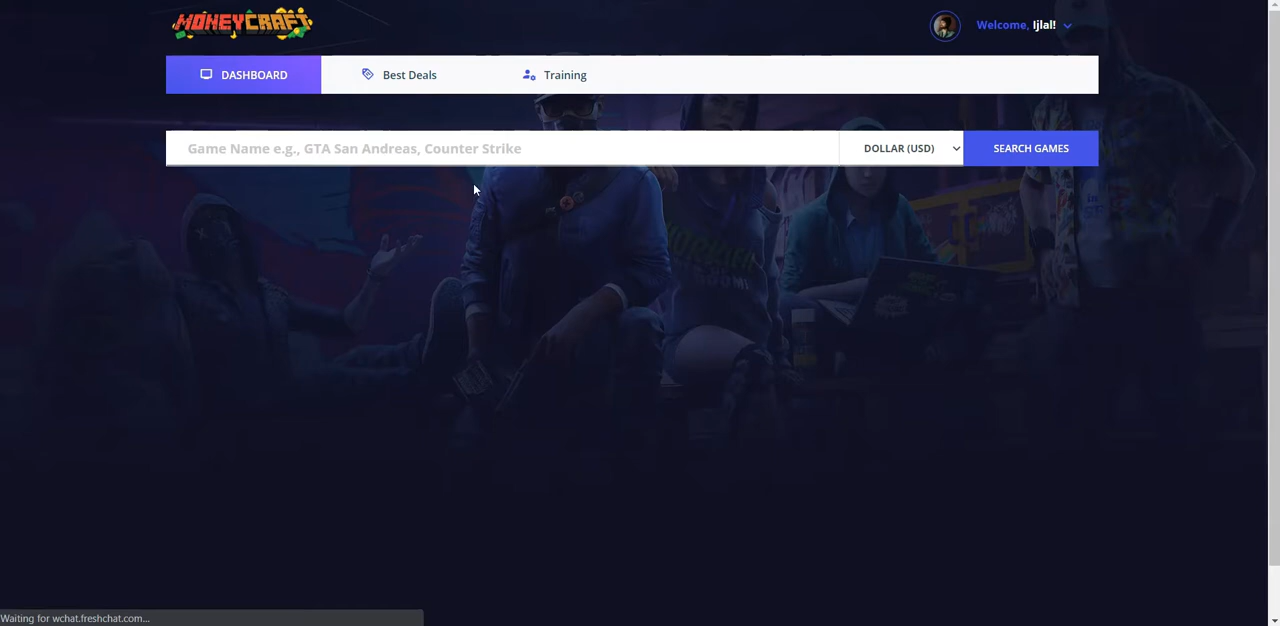 MONEYCRAFT
Welcome, Ijlal!
DASHBOARD
Best Deals
Training
Game Name e.g., GTA San Andreas, Counter Strike
DOLLAR (USD)
SEARCH GAMES
Waiting for wchat.freshchat.com...